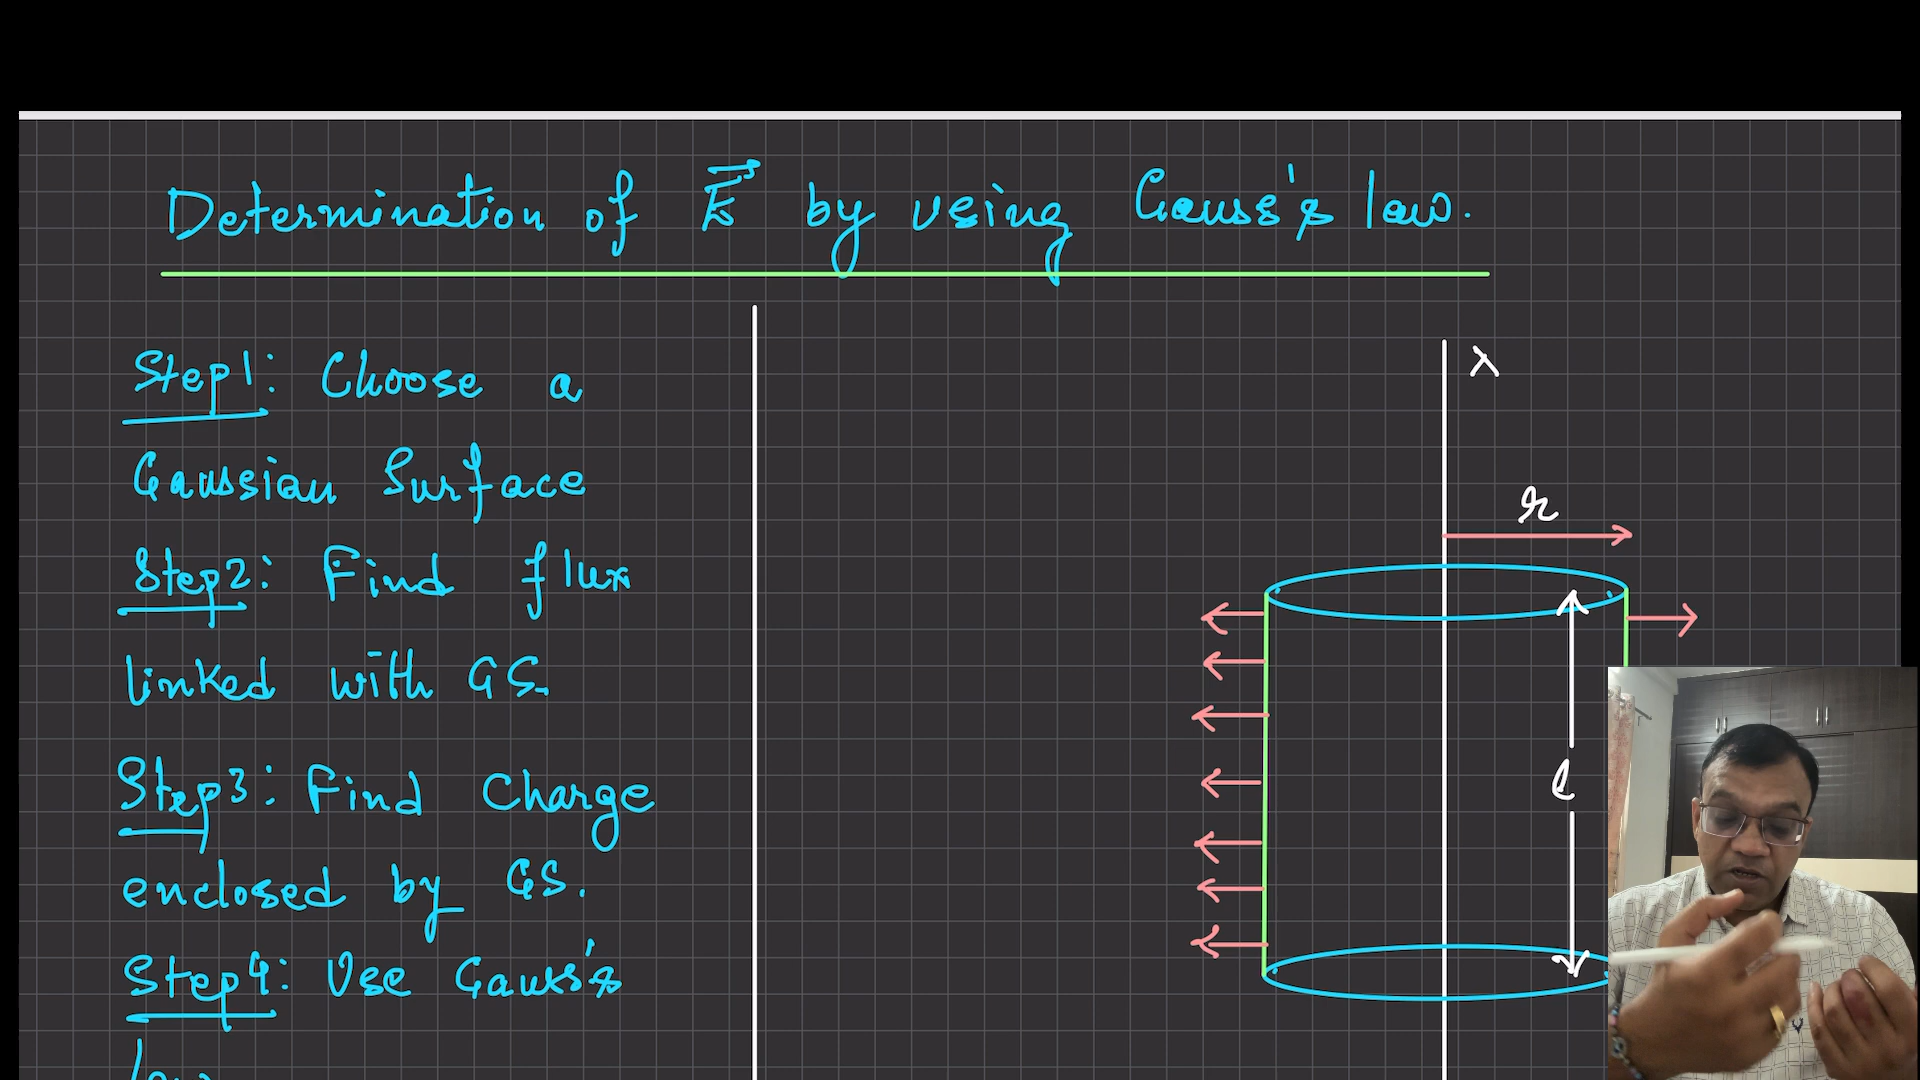 Determination of E⃗ by using Gauss's law.
Step1: Choose a
Gaussian Surface
Step2: Find flux
linked with GS.
Step3: Find Charge
enclosed by GS.
Step4: Use Gauss's
law
λ
r
l